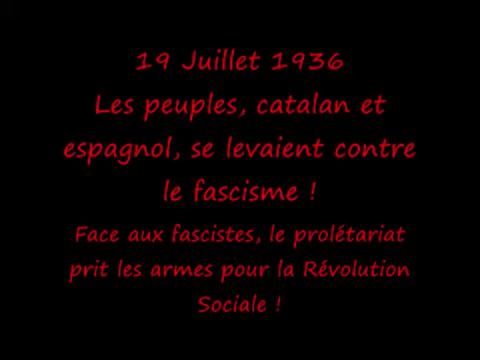 19 Juillet 1936
Les peuples, catalan et
espagnol, se levaient contre
le fascisme !
Face aux fascistes, le prolétariat
prit les armes pour la Révolution
Sociale !